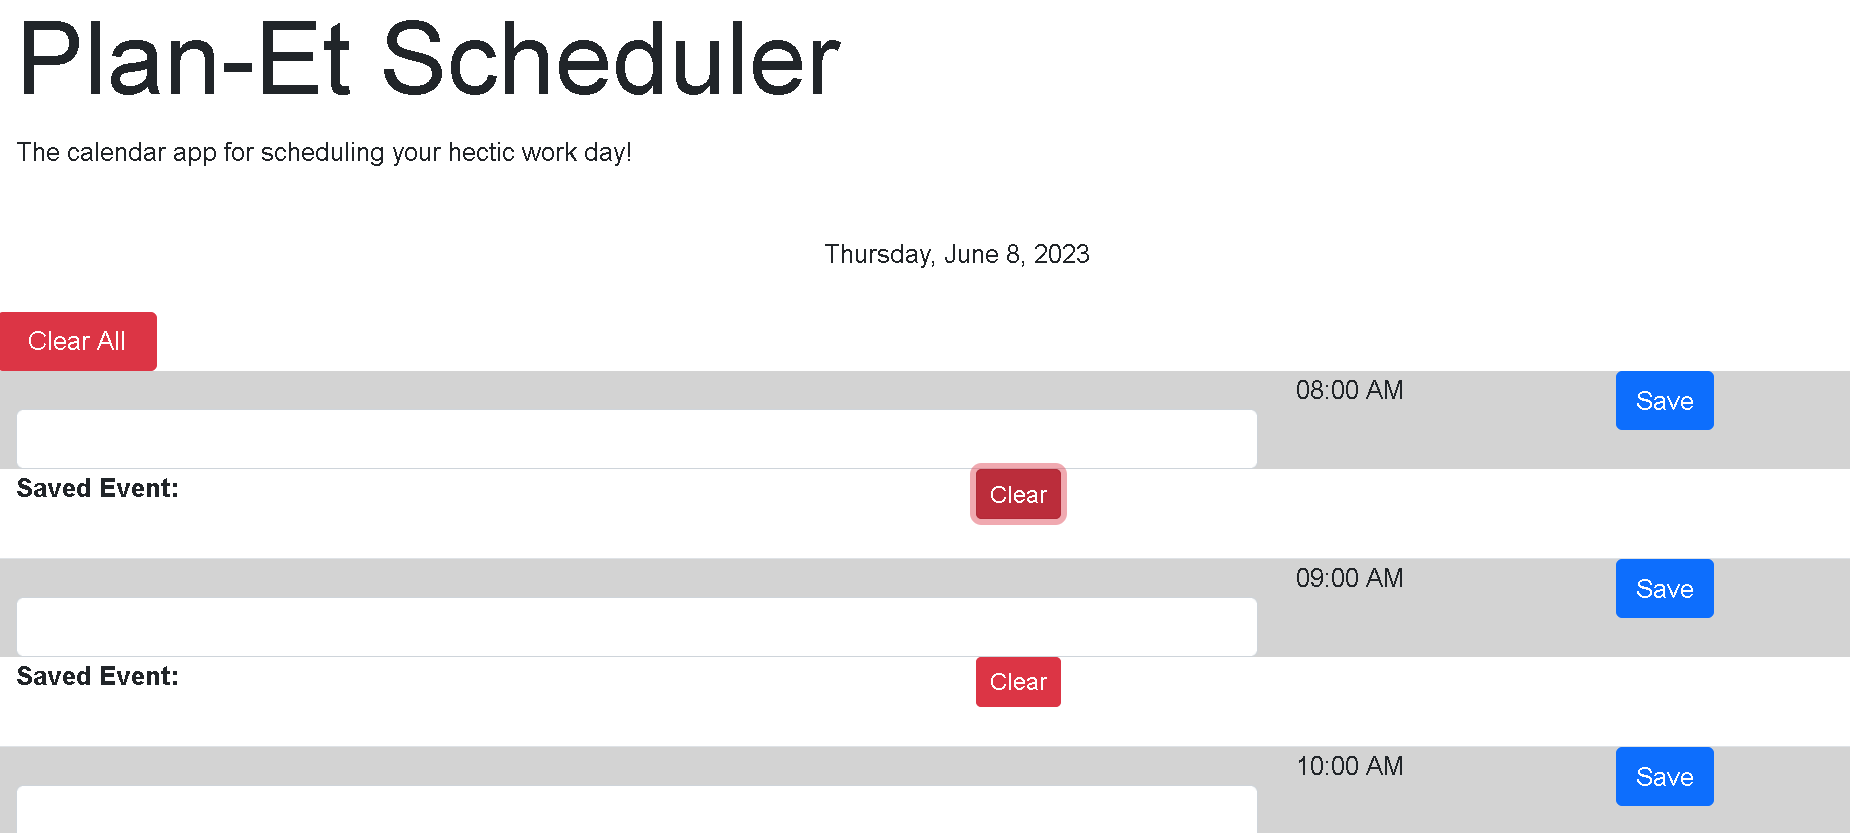 Plan-Et Scheduler
The calendar app for scheduling your hectic work day!
Thursday, June 8, 2023
Clear All
08:00 AM
Save
Saved Event:
Clear
09:00 AM
Save
Saved Event:
Clear
10:00 AM
Save